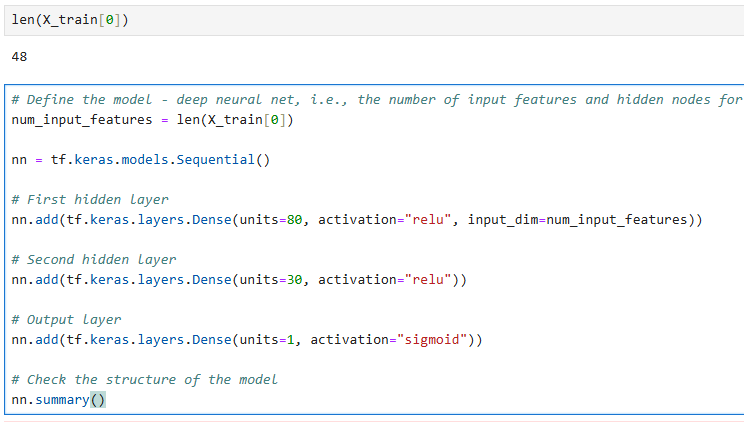 len(X_train[0])
48
# Define the model - deep neural net, i.e., the number of input features and hidden nodes for
num_input_features = len(X_train[0])
nn = tf.keras.models.Sequential()
# First hidden layer
nn.add(tf.keras.layers.Dense(units=80, activation="relu", input_dim=num_input_features))
# Second hidden layer
nn.add(tf.keras.layers.Dense(units=30, activation="relu"))
# Output layer
nn.add(tf.keras.layers.Dense(units=1, activation="sigmoid"))
# Check the structure of the model
nn.summary()